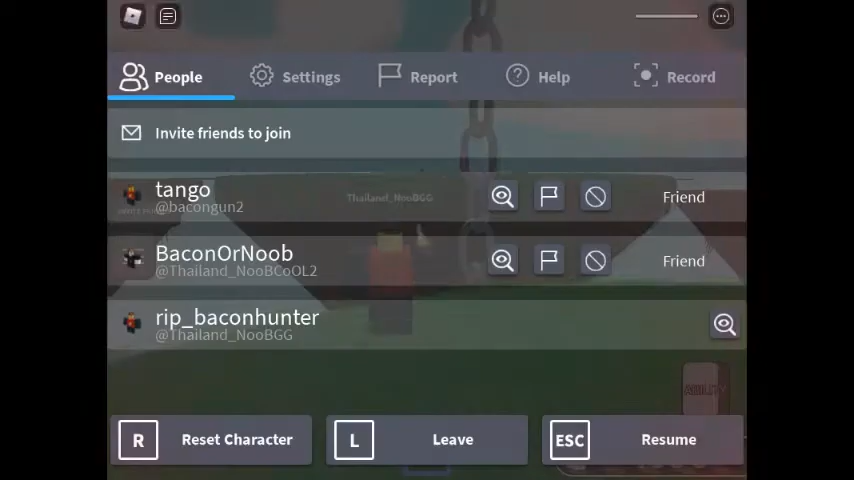 People
Settings
Report
Help
Record
Invite friends to join
tango
@bacongun2
Friend
Thailand_NooBGG
BaconOrNoob
@Thailand_NooBCoOL2
Friend
rip_baconhunter
@Thailand_NooBGG
R
Reset Character
L
Leave
ESC
Resume